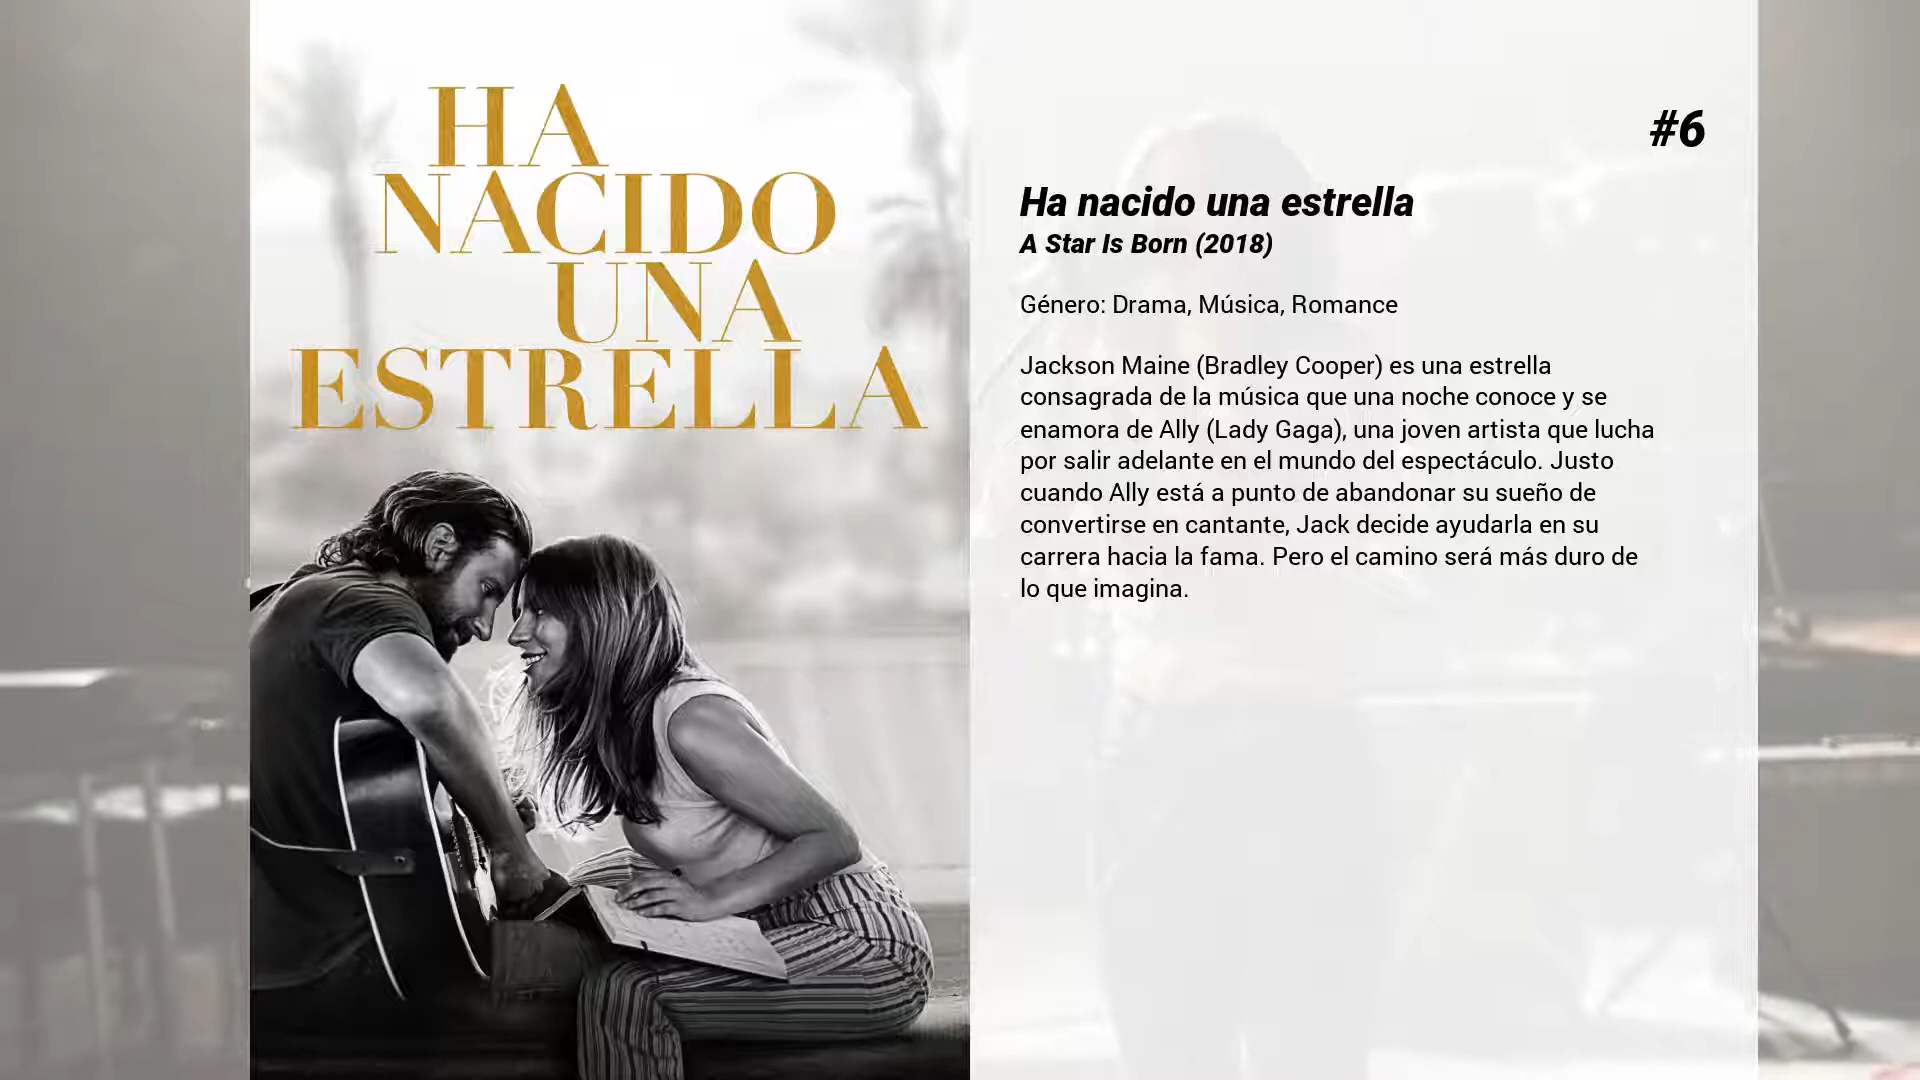 HA
NACIDO
UNA
ESTRELLA
#6
Ha nacido una estrella
A Star Is Born (2018)
Género: Drama, Música, Romance
Jackson Maine (Bradley Cooper) es una estrella
consagrada de la música que una noche conoce y se
enamora de Ally (Lady Gaga), una joven artista que lucha
por salir adelante en el mundo del espectáculo. Justo
cuando Ally está a punto de abandonar su sueño de
convertirse en cantante, Jack decide ayudarla en su
carrera hacia la fama. Pero el camino será más duro de
lo que imagina.